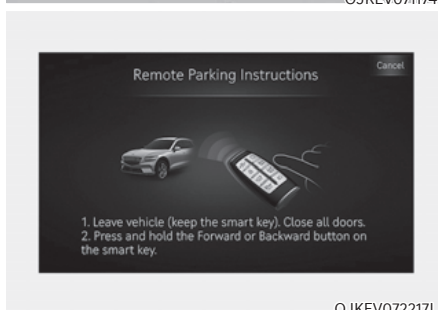 Cancel
Remote Parking Instructions
1. Leave vehicle (keep the smart key). Close all doors.
2. Press and hold the Forward or Backward button on
the smart key.